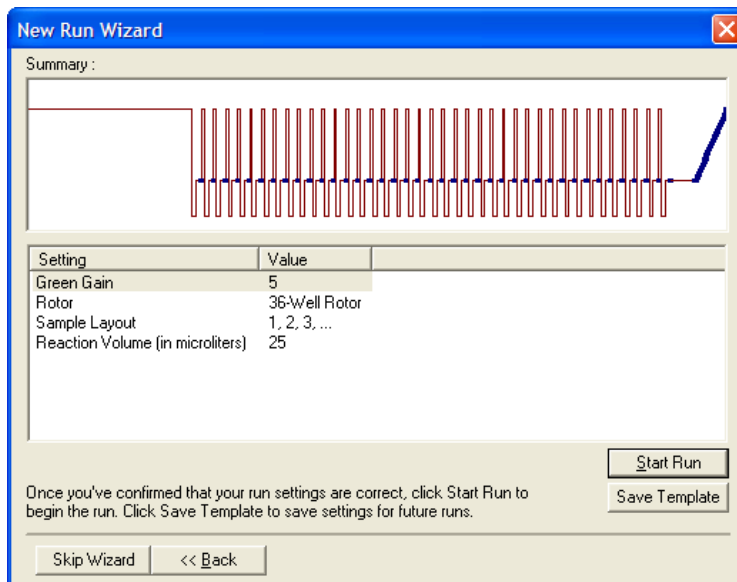 New Run Wizard
Summary :
Setting Value
Green Gain 5
Rotor 36-Well Rotor
Sample Layout 1, 2, 3, ...
Reaction Volume (in microliters) 25
Start Run
Once you've confirmed that your run settings are correct, click Start Run to
begin the run. Click Save Template to save settings for future runs.
Save Template
Skip Wizard << Back